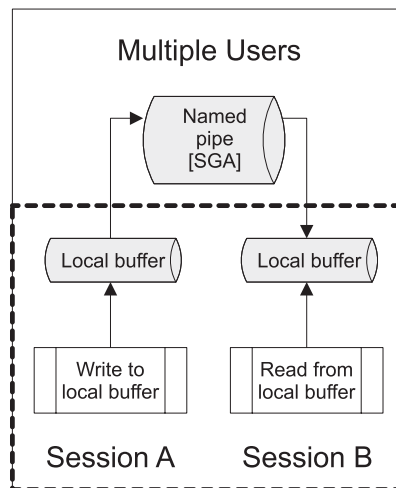 Multiple Users
Named
pipe
[SGA]
Local buffer
Local buffer
Write to
local buffer
Read from
local buffer
Session A
Session B